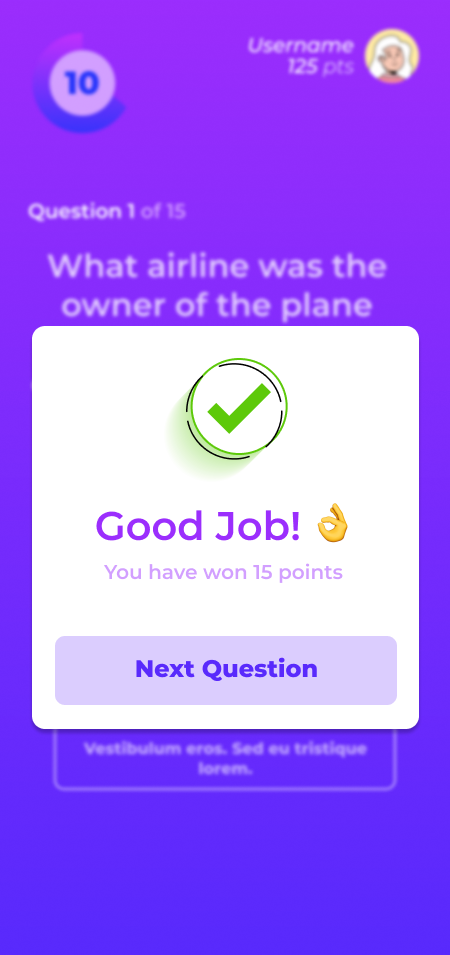 10
Username
125 pts
Question 1 of 15
What airline was the
owner of the plane
Good Job! 👌
You have won 15 points
Next Question
Vestibulum eros. Sed eu tristique
lorem.